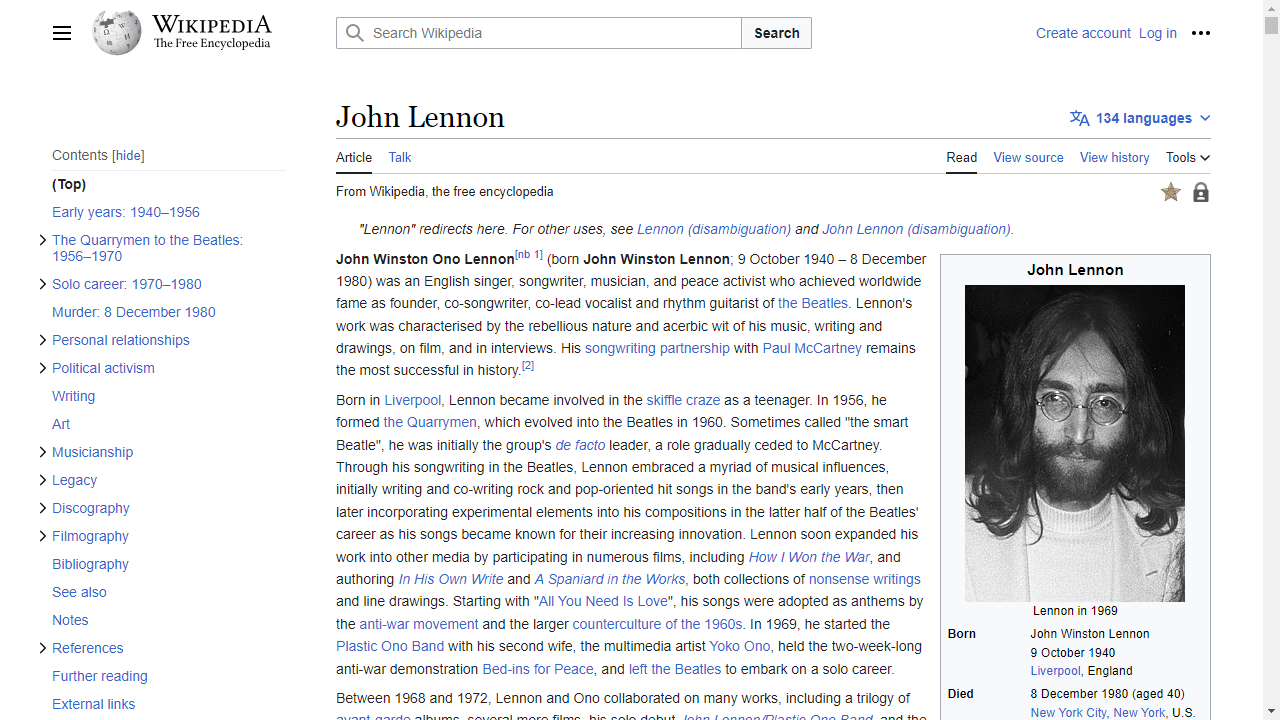 WIKIPEDIA
The Free Encyclopedia
Search Wikipedia
Search
Create account Log in
John Lennon
134 languages
Contents [hide]
(Top)
Early years: 1940–1956
The Quarrymen to the Beatles:
1956–1970
Solo career: 1970–1980
Murder: 8 December 1980
Personal relationships
Political activism
Writing
Art
Musicianship
Legacy
Discography
Filmography
Bibliography
See also
Notes
References
Further reading
External links
Article Talk
Read View source View history Tools
From Wikipedia, the free encyclopedia
"Lennon" redirects here. For other uses, see Lennon (disambiguation) and John Lennon (disambiguation).
John Winston Ono Lennon[nb 1] (born John Winston Lennon; 9 October 1940 – 8 December
1980) was an English singer, songwriter, musician, and peace activist who achieved worldwide
fame as founder, co-songwriter, co-lead vocalist and rhythm guitarist of the Beatles. Lennon's
work was characterised by the rebellious nature and acerbic wit of his music, writing and
drawings, on film, and in interviews. His songwriting partnership with Paul McCartney remains
the most successful in history.[2]
Born in Liverpool, Lennon became involved in the skiffle craze as a teenager. In 1956, he
formed the Quarrymen, which evolved into the Beatles in 1960. Sometimes called "the smart
Beatle", he was initially the group's de facto leader, a role gradually ceded to McCartney.
Through his songwriting in the Beatles, Lennon embraced a myriad of musical influences,
initially writing and co-writing rock and pop-oriented hit songs in the band's early years, then
later incorporating experimental elements into his compositions in the latter half of the Beatles'
career as his songs became known for their increasing innovation. Lennon soon expanded his
work into other media by participating in numerous films, including How I Won the War, and
authoring In His Own Write and A Spaniard in the Works, both collections of nonsense writings
and line drawings. Starting with "All You Need Is Love", his songs were adopted as anthems by
the anti-war movement and the larger counterculture of the 1960s. In 1969, he started the
Plastic Ono Band with his second wife, the multimedia artist Yoko Ono, held the two-week-long
anti-war demonstration Bed-ins for Peace, and left the Beatles to embark on a solo career.
Between 1968 and 1972, Lennon and Ono collaborated on many works, including a trilogy of
avant-garde albums, several more films, his solo debut John Lennon/Plastic Ono Band, and the
John Lennon
Lennon in 1969
Born John Winston Lennon
9 October 1940
Liverpool, England
Died 8 December 1980 (aged 40)
New York City, New York, U.S.